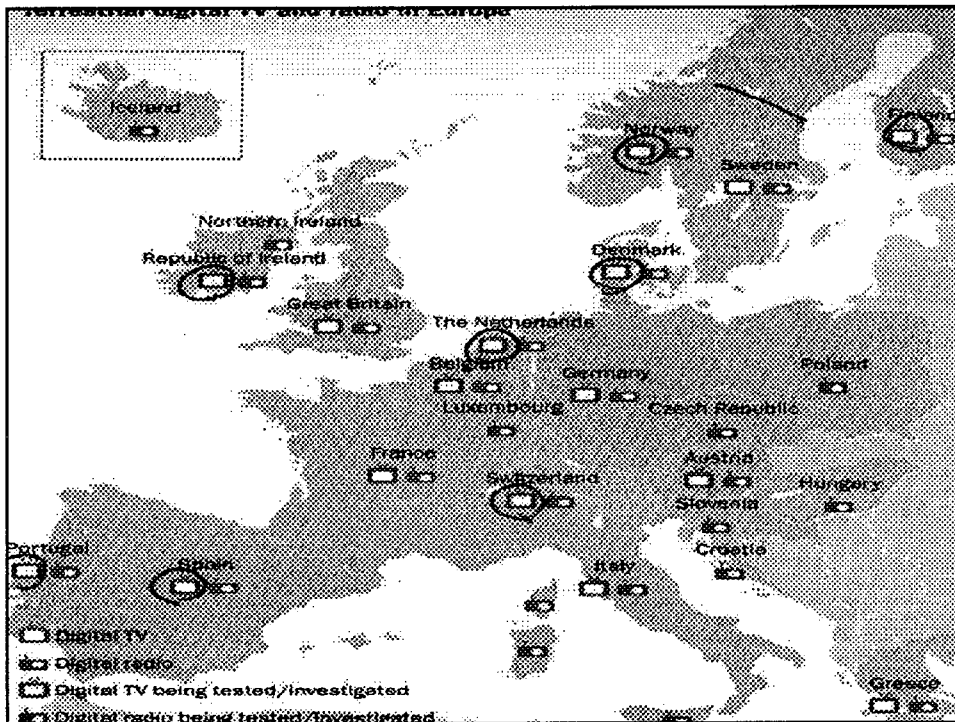 Terrestrial digital TV and radio in Europe
Iceland
Norway
Finland
Sweden
Northern Ireland
Republic of Ireland
Denmark
Great Britain
The Netherlands
Belgium
Germany
Poland
Luxembourg
Czech Republic
France
Switzerland
Austria
Hungery
Slovenia
Croatia
Portugal
Spain
Italy
Digital TV
Digital radio
Digital TV being tested/investigated
Greece
Digital radio being tested/investigated